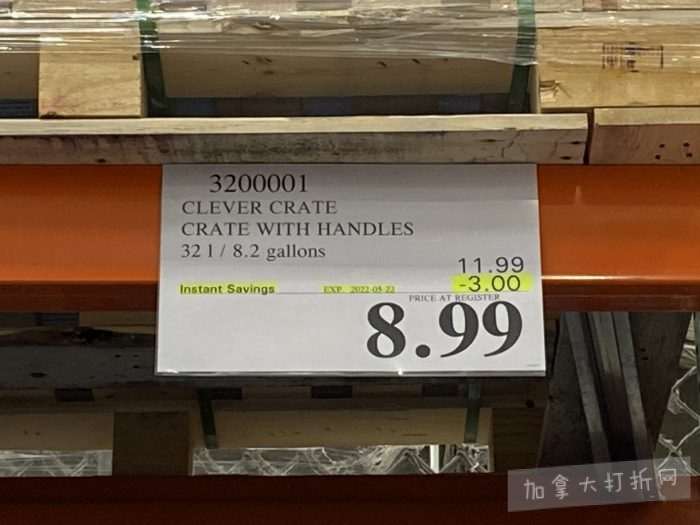 3200001
CLEVER CRATE
CRATE WITH HANDLES
32 l / 8.2 gallons
11.99
Instant Savings EXP. 2022-05-22 -3.00
PRICE AT REGISTER
8.99
加拿大打折网